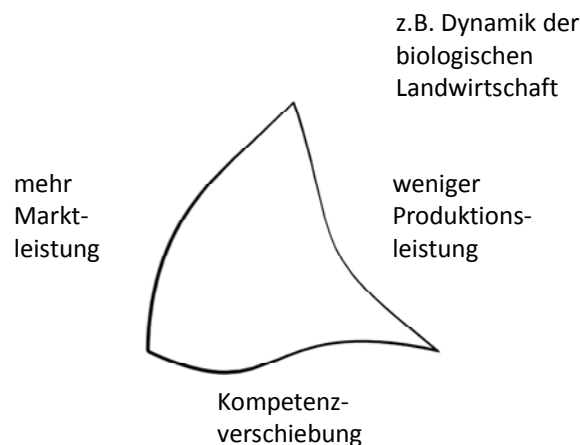 z.B. Dynamik der
biologischen
Landwirtschaft
mehr
Markt-
leistung
weniger
Produktions-
leistung
Kompetenz-
verschiebung